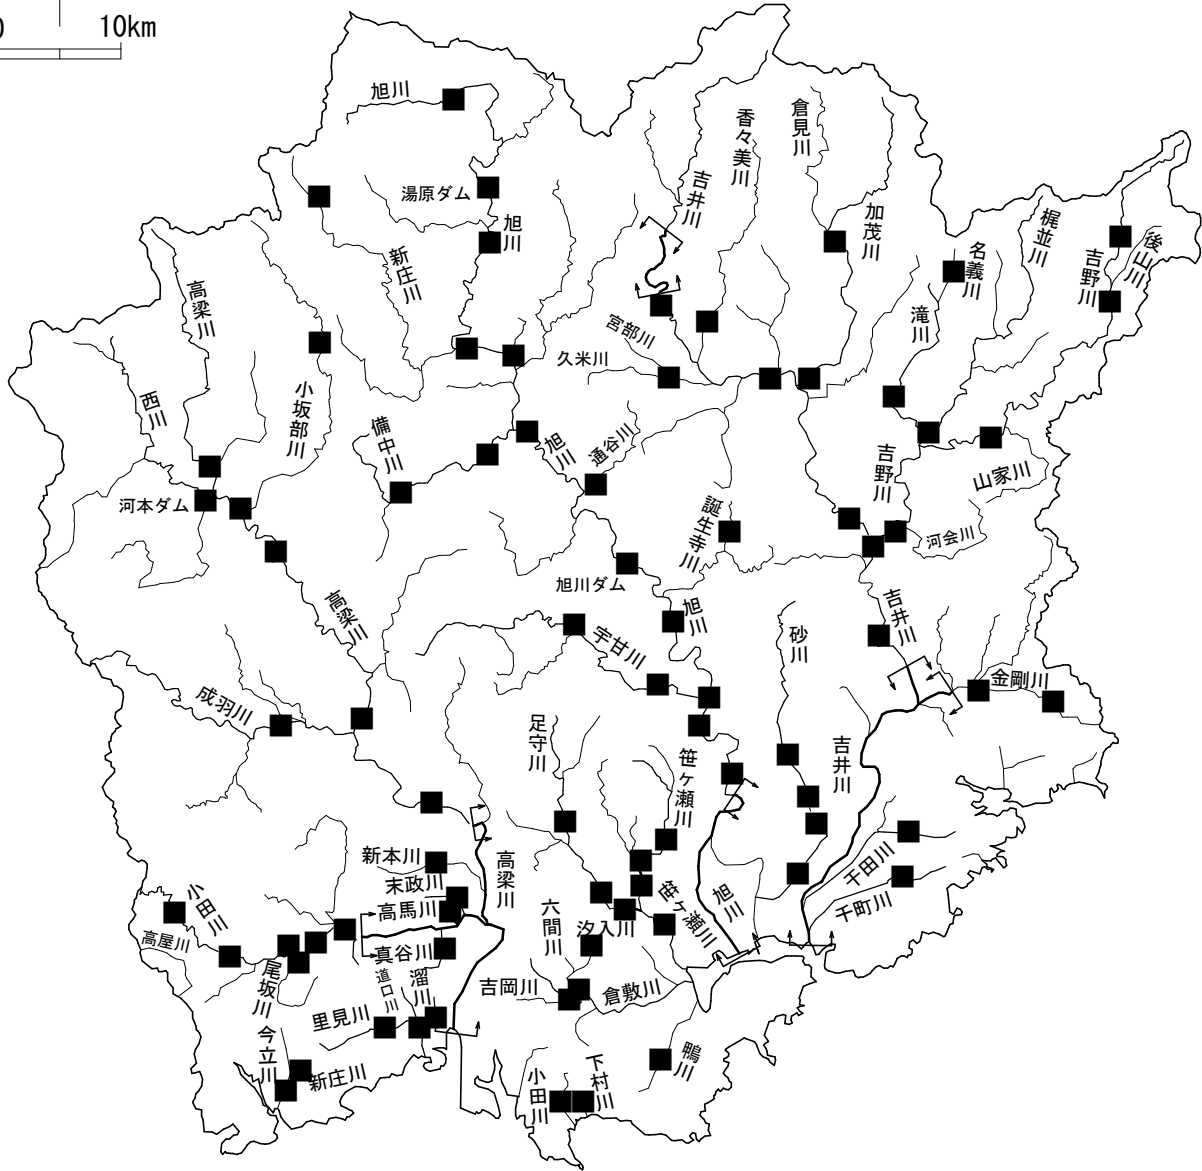 0
10km
旭川
倉見川
香々美川
吉井川
湯原ダム
加茂川
梶並川
旭川
後山川
名義川
新庄川
吉野川
高梁川
滝川
宮部川
久米川
小坂部川
西川
備中川
旭川
通谷川
吉野川
山家川
河本ダム
誕生寺川
河会川
旭川ダム
高梁川
吉井川
旭川
砂川
宇甘川
金剛川
成羽川
足守川
吉井川
笹ヶ瀬川
新本川
高梁川
千田川
末政川
小田川
笹ヶ瀬川
旭川
高馬川
六間川
千町川
汐入川
高屋川
真谷川
尾坂川
道口川
溜川
吉岡川
倉敷川
里見川
今立川
鴨川
下村川
新庄川
小田川